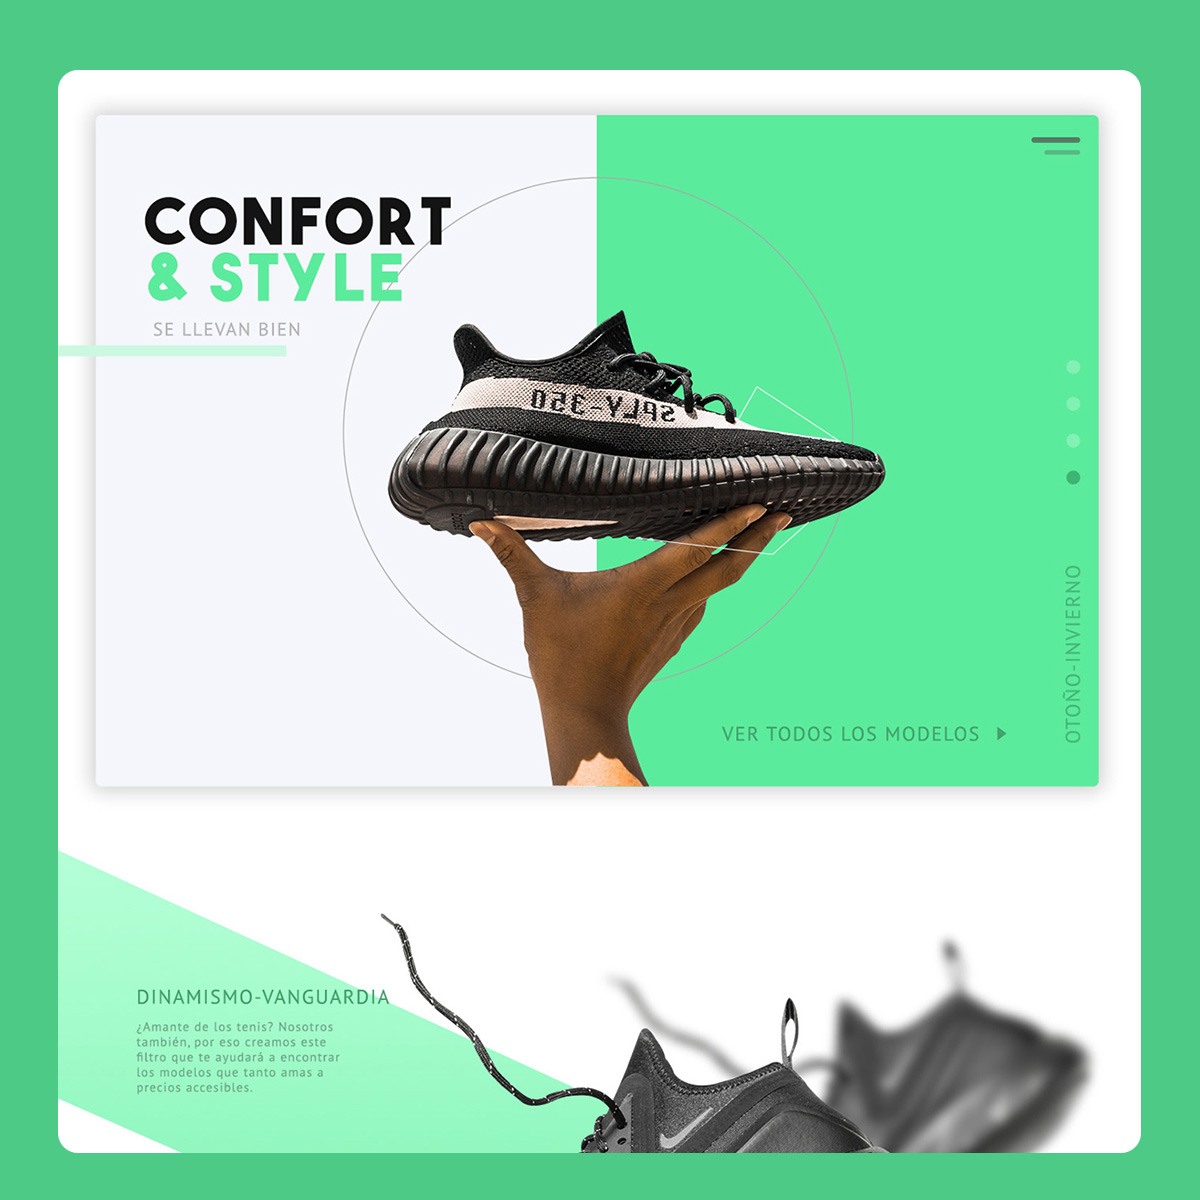 CONFORT
& STYLE
SE LLEVAN BIEN
SPLY-350
VER TODOS LOS MODELOS
OTOÑO-INVIERNO
DINAMISMO-VANGUARDIA
¿Amante de los tenis? Nosotros
también, por eso creamos este
filtro que te ayudará a encontrar
los modelos que tanto amas a
precios accesibles.